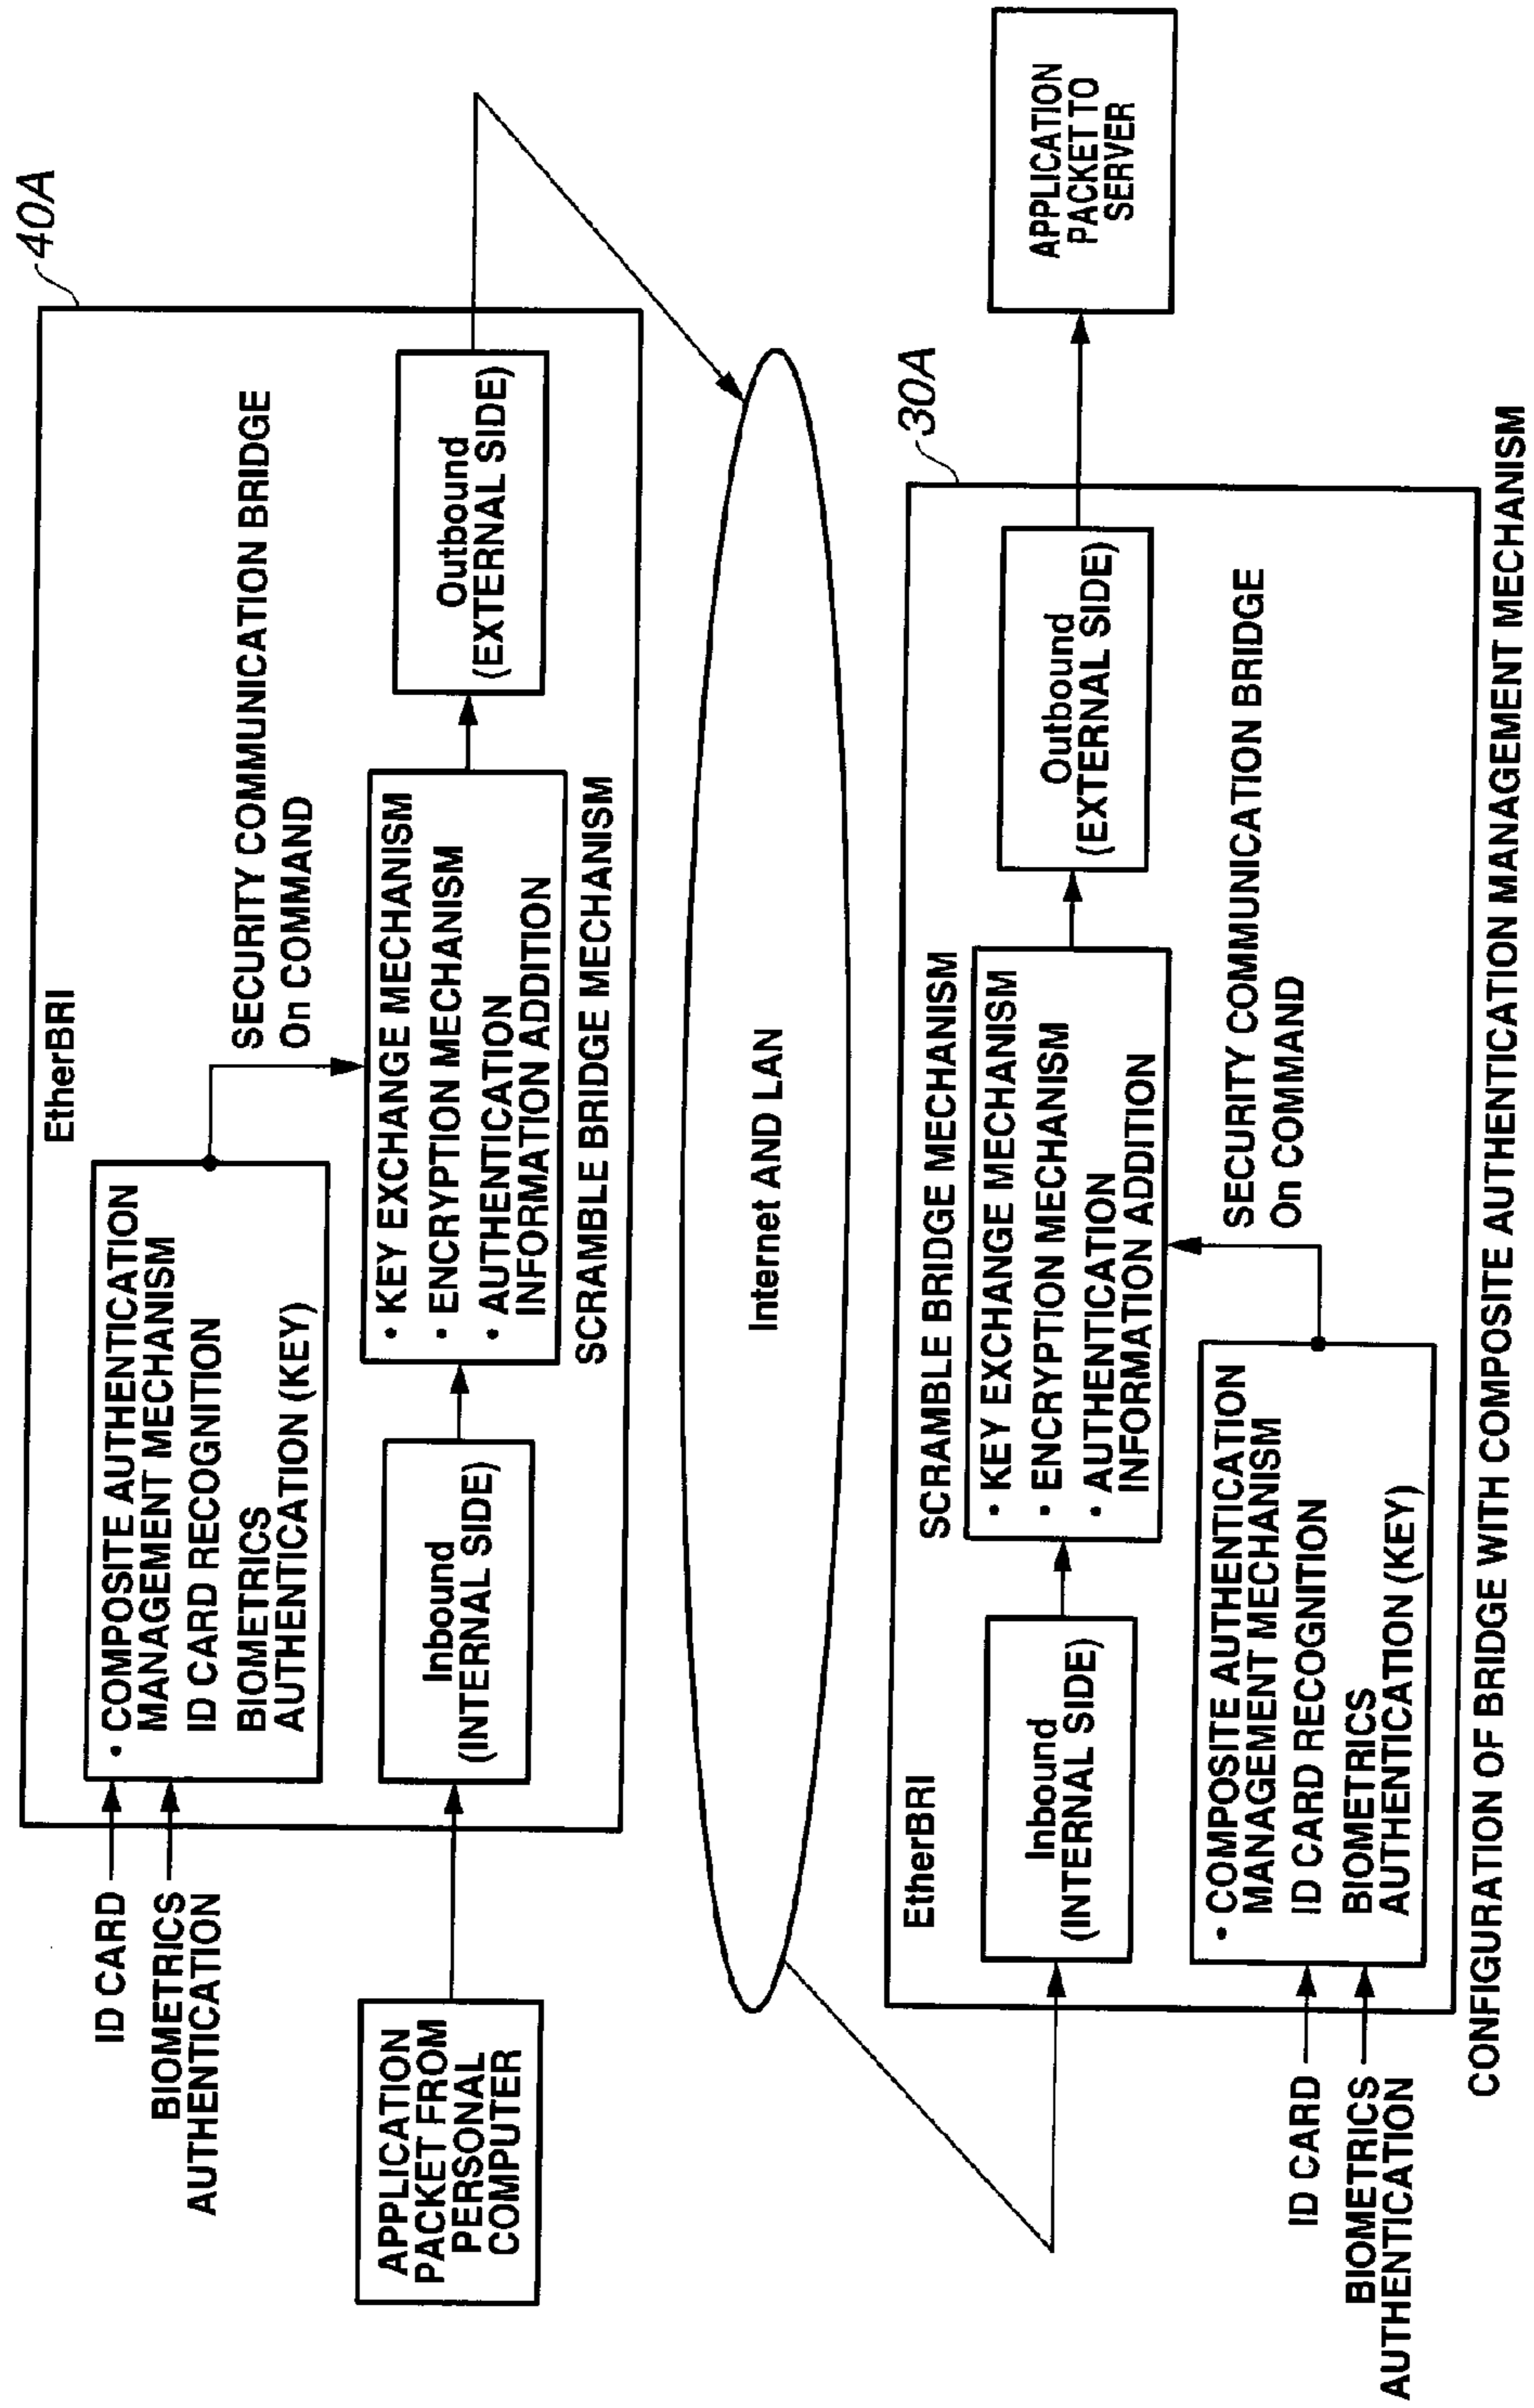 40A
EtherBRI
ID CARD
BIOMETRICS
AUTHENTICATION
• COMPOSITE AUTHENTICATION
MANAGEMENT MECHANISM
ID CARD RECOGNITION
BIOMETRICS
AUTHENTICATION (KEY)
SECURITY COMMUNICATION BRIDGE
On COMMAND
APPLICATION
PACKET FROM
PERSONAL
COMPUTER
Inbound
(INTERNAL SIDE)
• KEY EXCHANGE MECHANISM
• ENCRYPTION MECHANISM
• AUTHENTICATION
INFORMATION ADDITION
SCRAMBLE BRIDGE MECHANISM
Outbound
(EXTERNAL SIDE)
Internet AND LAN
30A
EtherBRI
SCRAMBLE BRIDGE MECHANISM
Inbound
(INTERNAL SIDE)
• KEY EXCHANGE MECHANISM
• ENCRYPTION MECHANISM
• AUTHENTICATION
INFORMATION ADDITION
Outbound
(EXTERNAL SIDE)
APPLICATION
PACKET TO
SERVER
ID CARD
BIOMETRICS
AUTHENTICATION
• COMPOSITE AUTHENTICATION
MANAGEMENT MECHANISM
ID CARD RECOGNITION
BIOMETRICS
AUTHENTICATION (KEY)
SECURITY COMMUNICATION BRIDGE
On COMMAND
CONFIGURATION OF BRIDGE WITH COMPOSITE AUTHENTICATION MANAGEMENT MECHANISM